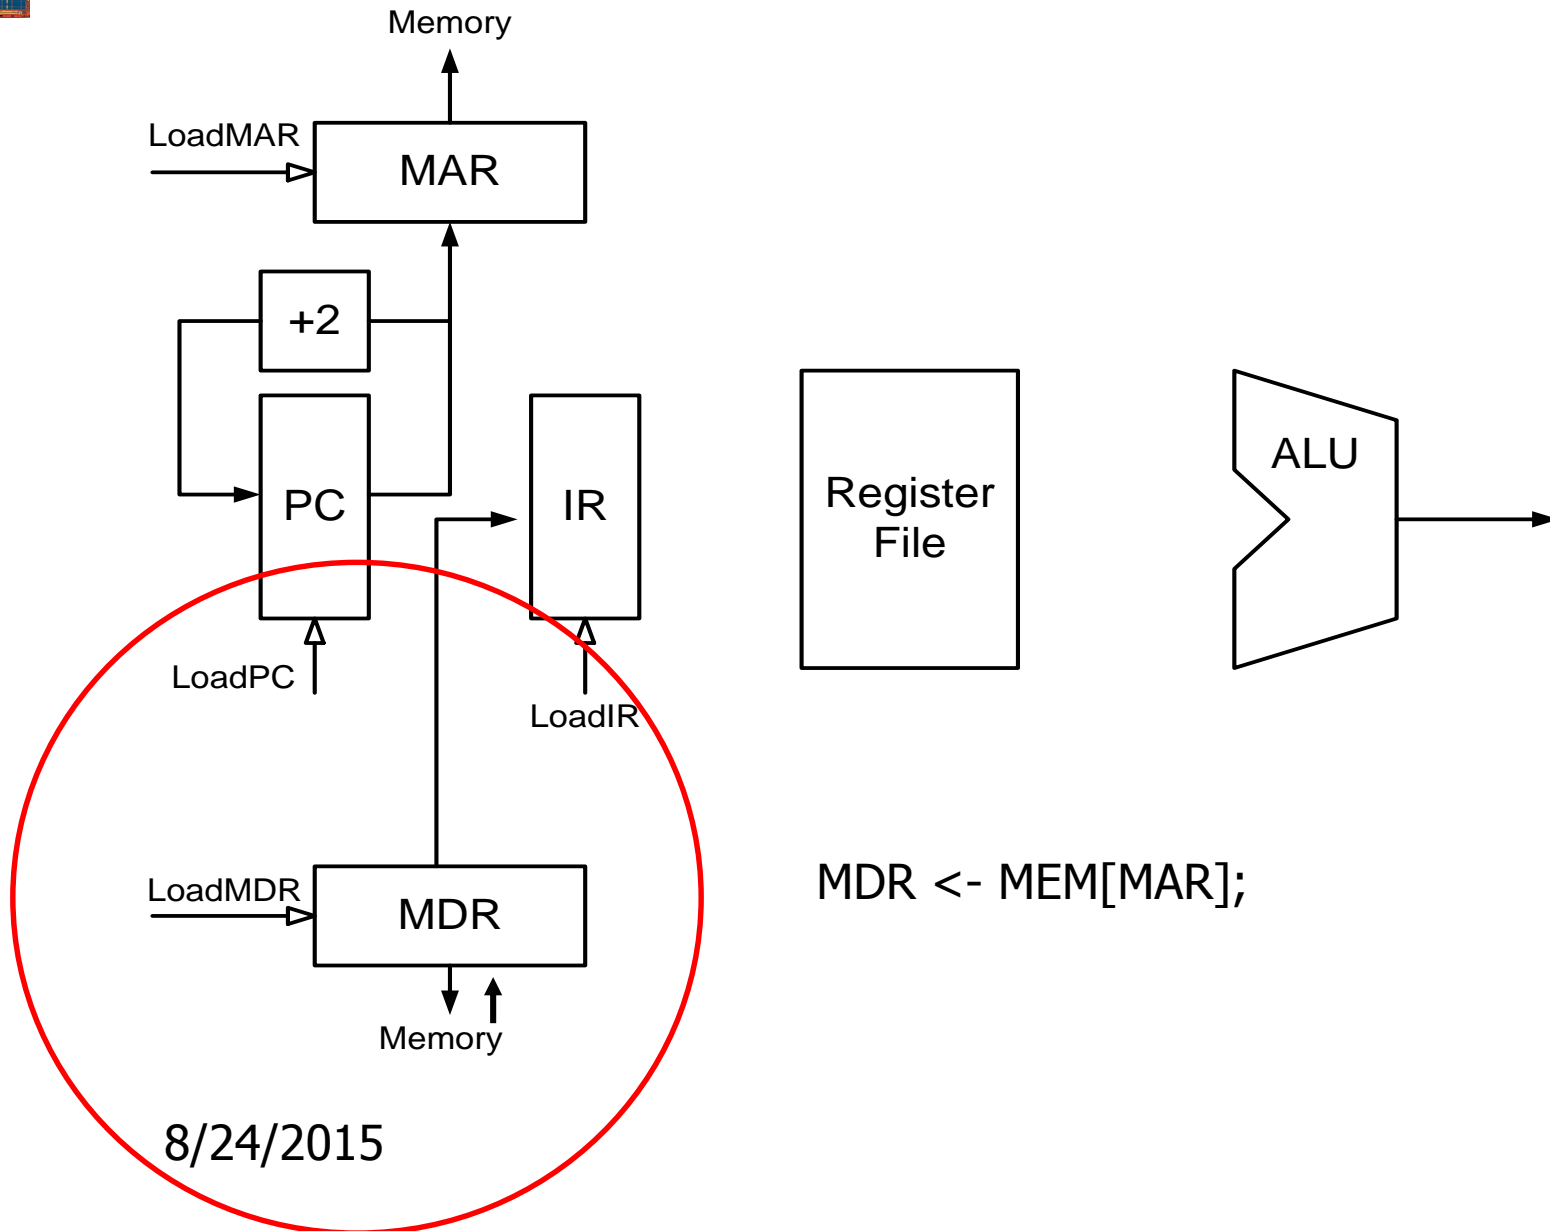 Memory
LoadMAR
MAR
+2
PC
IR
Register
File
ALU
LoadPC
LoadIR
LoadMDR
MDR
MDR <- MEM[MAR];
Memory
8/24/2015